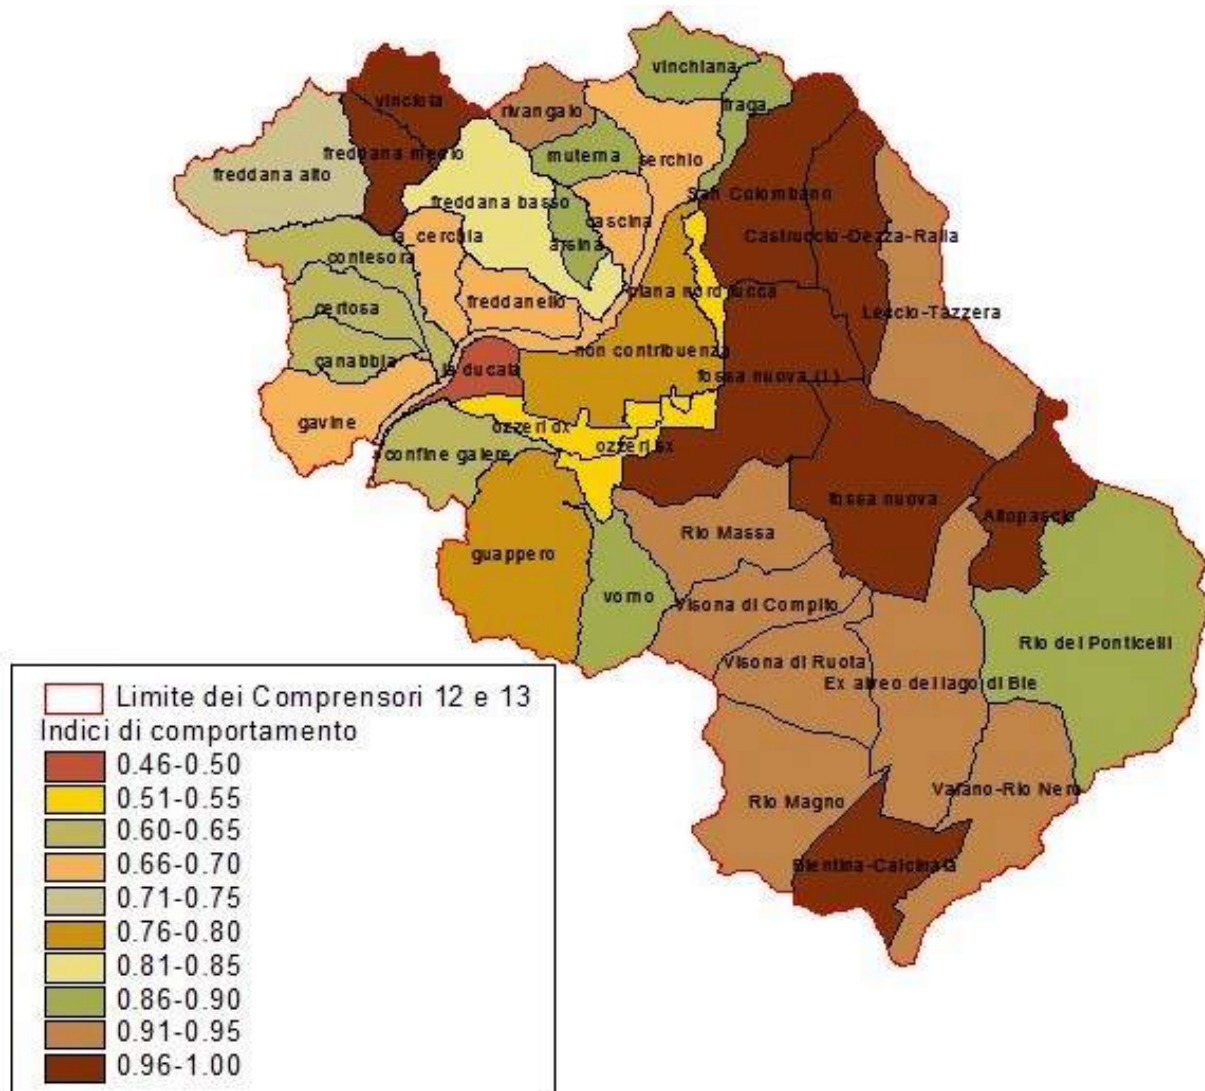 vinchiana
vinciola
rivangaio
fraga
freddana medio
muterna
serchio
freddana alto
San Colombano
freddana basso
cascina
la cerchia
arsina
Castruccio-Dezza-Ralla
contesora
piana nord lucca
certosa
freddanello
Leccio-Tazzera
canabbia
la ducaia
non contribuenza
fossa nuova (1)
gavine
ozzeri dx
ozzeri sx
confine galere
fossa nuova
Altopascio
guappero
Rio Massa
vorno
Visona di Compito
Rio dei Ponticelli
Visona di Ruota
Ex alveo del lago di Bie
Rio Magno
Vaiano-Rio Nero
Bientina-Calcinaia
Limite dei Comprensori 12 e 13
Indici di comportamento
0.46-0.50
0.51-0.55
0.60-0.65
0.66-0.70
0.71-0.75
0.76-0.80
0.81-0.85
0.86-0.90
0.91-0.95
0.96-1.00